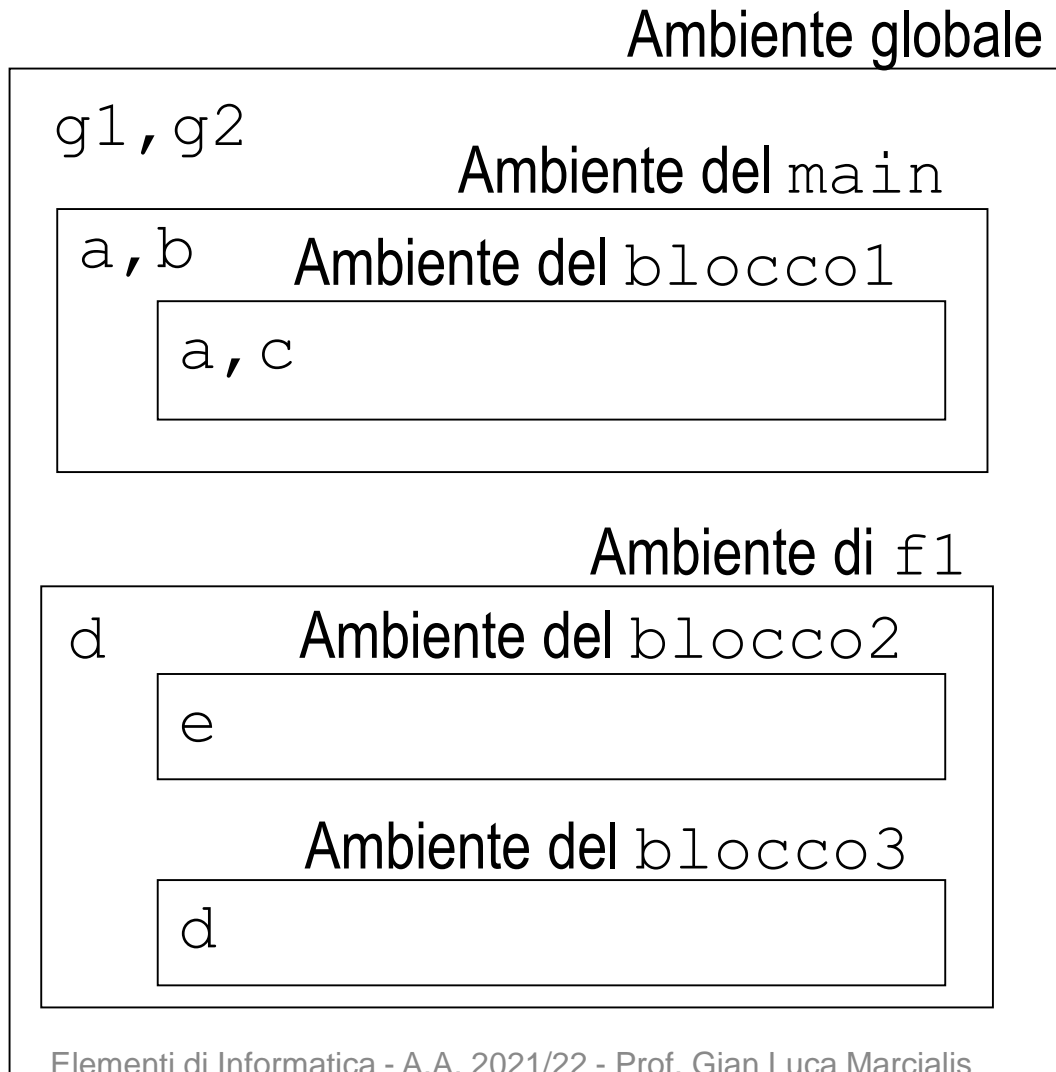 Ambiente globale
g1,g2
Ambiente del main
a,b
Ambiente del blocco1
a,c
Ambiente di f1
d
Ambiente del blocco2
e
Ambiente del blocco3
d
Elementi di Informatica - A.A. 2021/22 - Prof. Gian Luca Marcialis